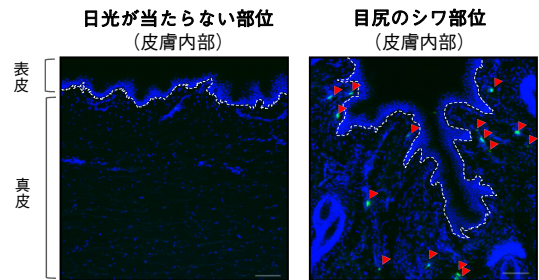 日光が当たらない部位
（皮膚内部）
目尻のシワ部位
（皮膚内部）
表皮
真皮